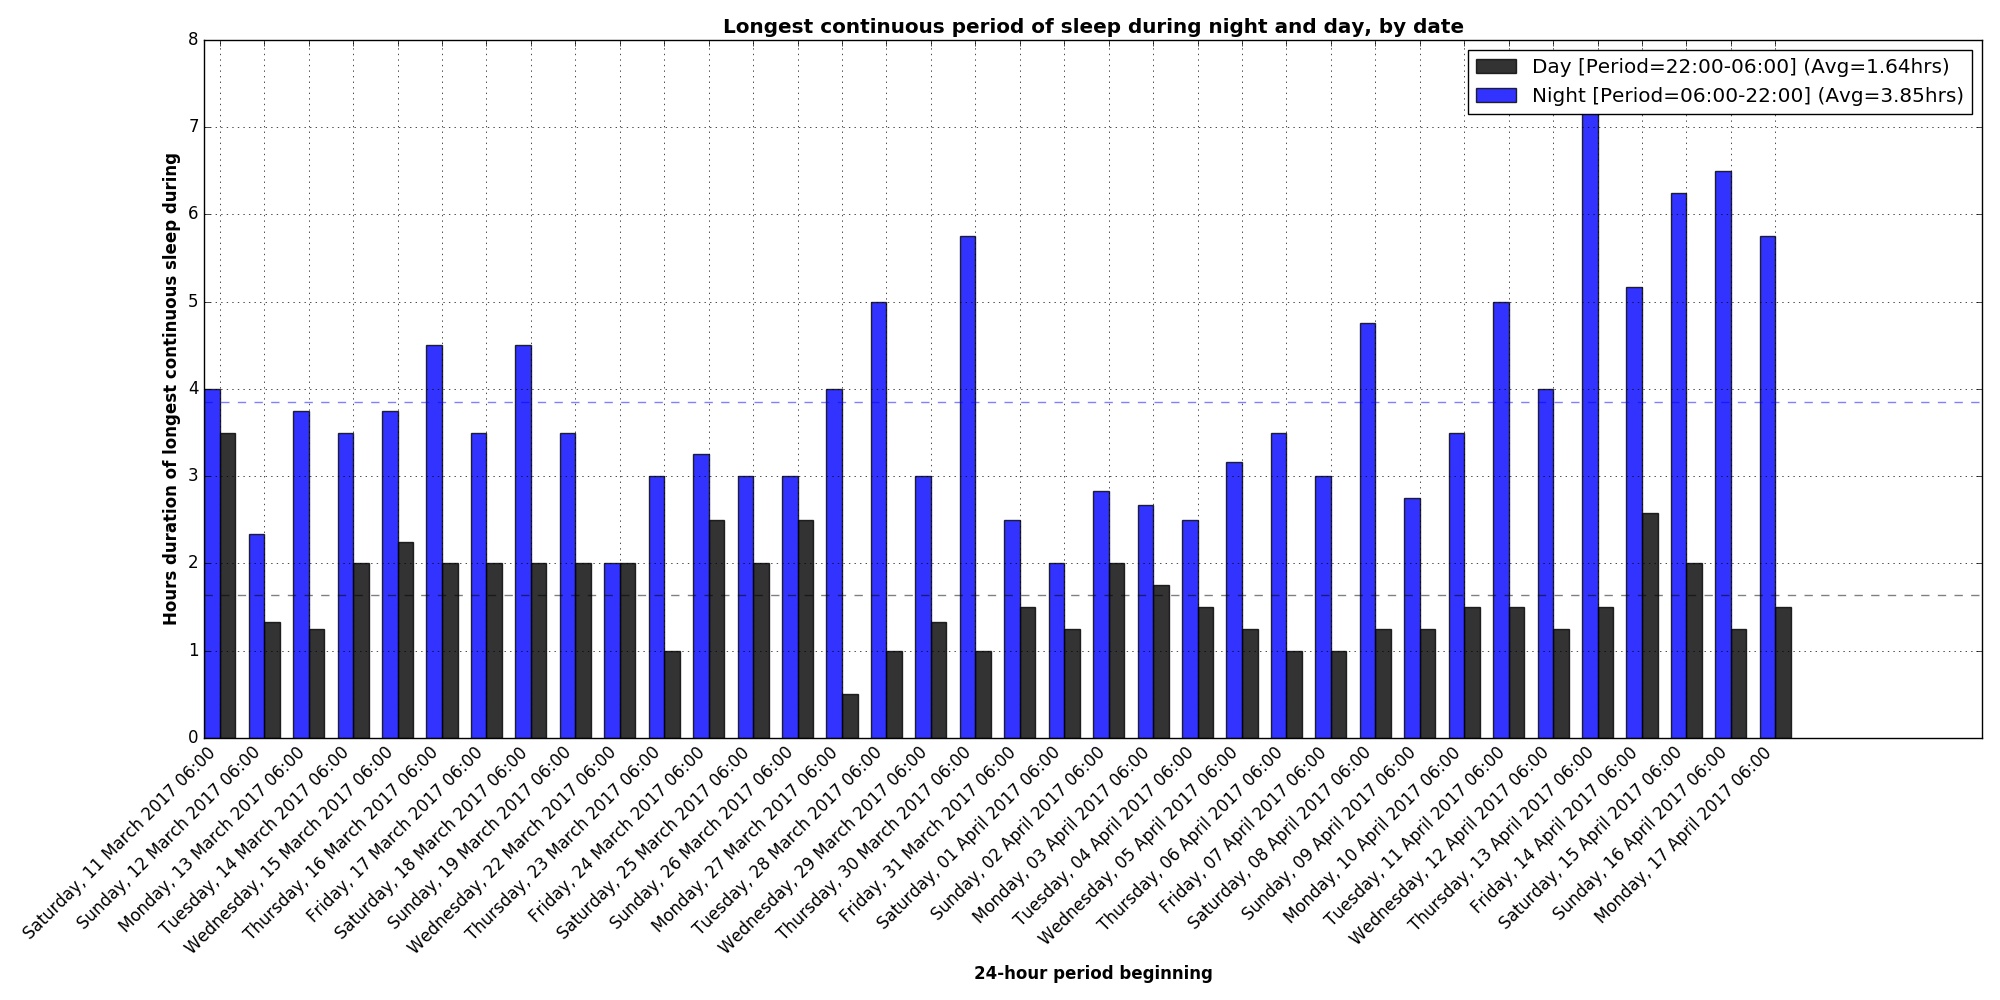 Longest continuous period of sleep during night and day, by date
Day [Period=22:00-06:00] (Avg=1.64hrs)
Night [Period=06:00-22:00] (Avg=3.85hrs)
Hours duration of longest continuous sleep during
8
7
6
5
4
3
2
1
0
Saturday, 11 March 2017 06:00
Sunday, 12 March 2017 06:00
Monday, 13 March 2017 06:00
Tuesday, 14 March 2017 06:00
Wednesday, 15 March 2017 06:00
Thursday, 16 March 2017 06:00
Friday, 17 March 2017 06:00
Saturday, 18 March 2017 06:00
Sunday, 19 March 2017 06:00
Wednesday, 22 March 2017 06:00
Thursday, 23 March 2017 06:00
Friday, 24 March 2017 06:00
Saturday, 25 March 2017 06:00
Sunday, 26 March 2017 06:00
Monday, 27 March 2017 06:00
Tuesday, 28 March 2017 06:00
Wednesday, 29 March 2017 06:00
Thursday, 30 March 2017 06:00
Friday, 31 March 2017 06:00
Saturday, 01 April 2017 06:00
Sunday, 02 April 2017 06:00
Monday, 03 April 2017 06:00
Tuesday, 04 April 2017 06:00
Wednesday, 05 April 2017 06:00
Thursday, 06 April 2017 06:00
Friday, 07 April 2017 06:00
Saturday, 08 April 2017 06:00
Sunday, 09 April 2017 06:00
Monday, 10 April 2017 06:00
Tuesday, 11 April 2017 06:00
Wednesday, 12 April 2017 06:00
Thursday, 13 April 2017 06:00
Friday, 14 April 2017 06:00
Saturday, 15 April 2017 06:00
Sunday, 16 April 2017 06:00
Monday, 17 April 2017 06:00
24-hour period beginning